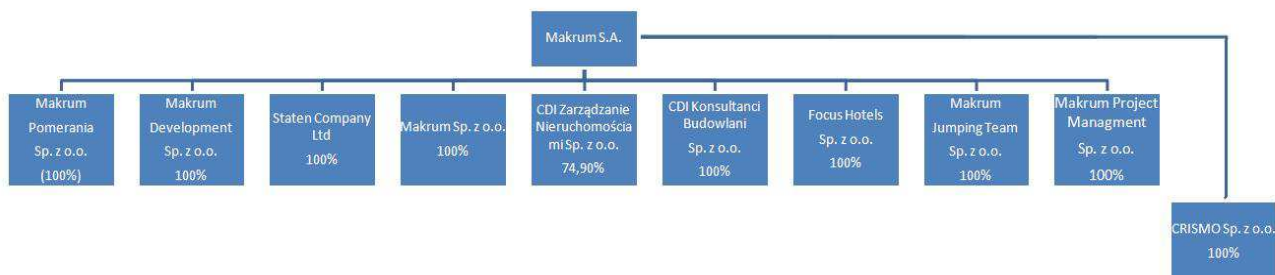 Makrum S.A.
Makrum
Pomerania
Sp. z o.o.
(100%)
Makrum
Development
Sp. z o.o.
100%
Staten Company
Ltd
100%
Makrum Sp. z o.o.
100%
CDI Zarządzanie
Nieruchomościa
mi Sp. z o.o.
74,90%
CDI Konsultanci
Budowlani
Sp. z o.o.
100%
Focus Hotels
Sp. z o.o.
100%
Makrum
Jumping Team
Sp. z o.o.
100%
Makrum Project
Managment
Sp. z o.o.
100%
CRISMO Sp. z o.o.
100%